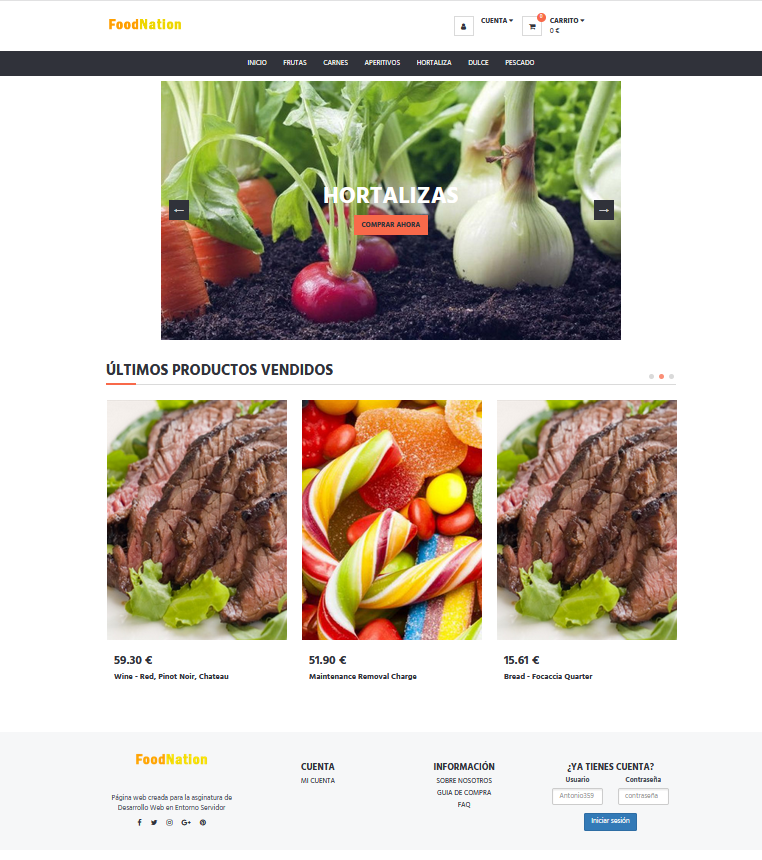 FoodNation
CUENTA
0
CARRITO
0 €
INICIO FRUTAS CARNES APERITIVOS HORTALIZA DULCE PESCADO
HORTALIZAS
COMPRAR AHORA
ÚLTIMOS PRODUCTOS VENDIDOS
59.30 €
Wine - Red, Pinot Noir, Chateau
51.90 €
Maintenance Removal Charge
15.61 €
Bread - Focaccia Quarter
FoodNation
Página web creada para la asginatura de
Desarrollo Web en Entorno Servidor
CUENTA
MI CUENTA
INFORMACIÓN
SOBRE NOSOTROS
GUIA DE COMPRA
FAQ
¿YA TIENES CUENTA?
Usuario Contraseña
Antonio359 contraseña
Iniciar sesión